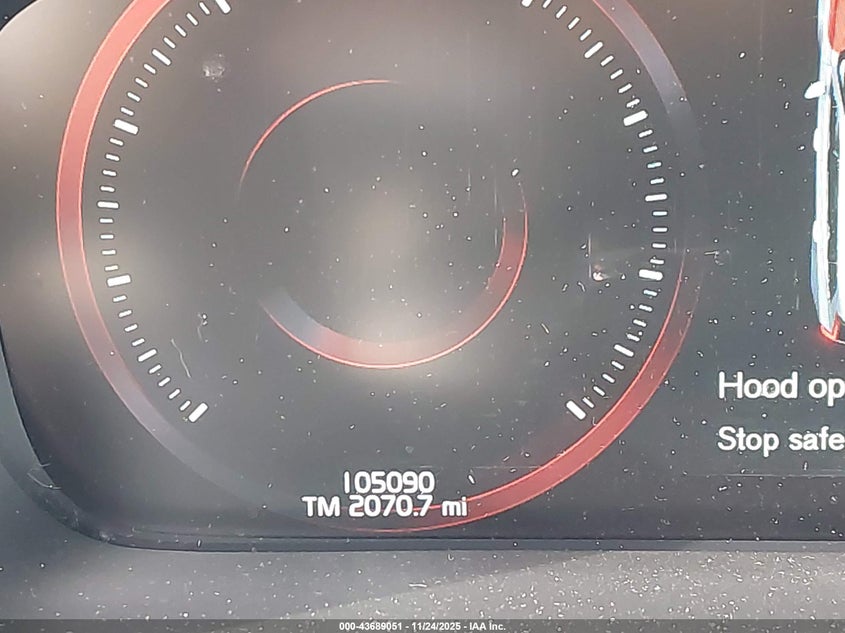 Hood op
Stop safe
105090
TM 2070.7 mi
000-43689051 - 11/24/2025 - IAA Inc.